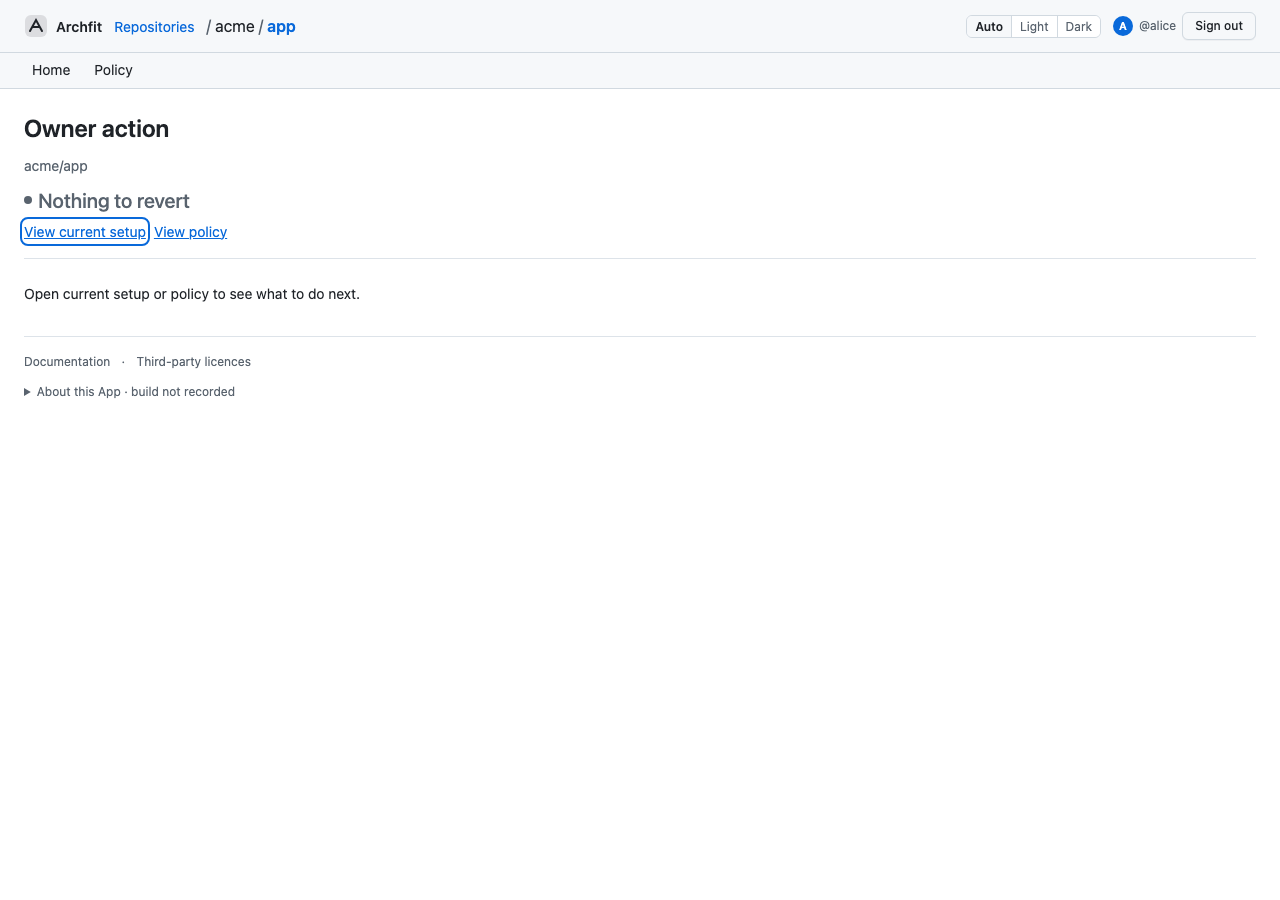 Archfit Repositories / acme / app Auto Light Dark A @alice Sign out
Home Policy
Owner action
acme/app
Nothing to revert
View current setup View policy
Open current setup or policy to see what to do next.
Documentation · Third-party licences
About this App · build not recorded